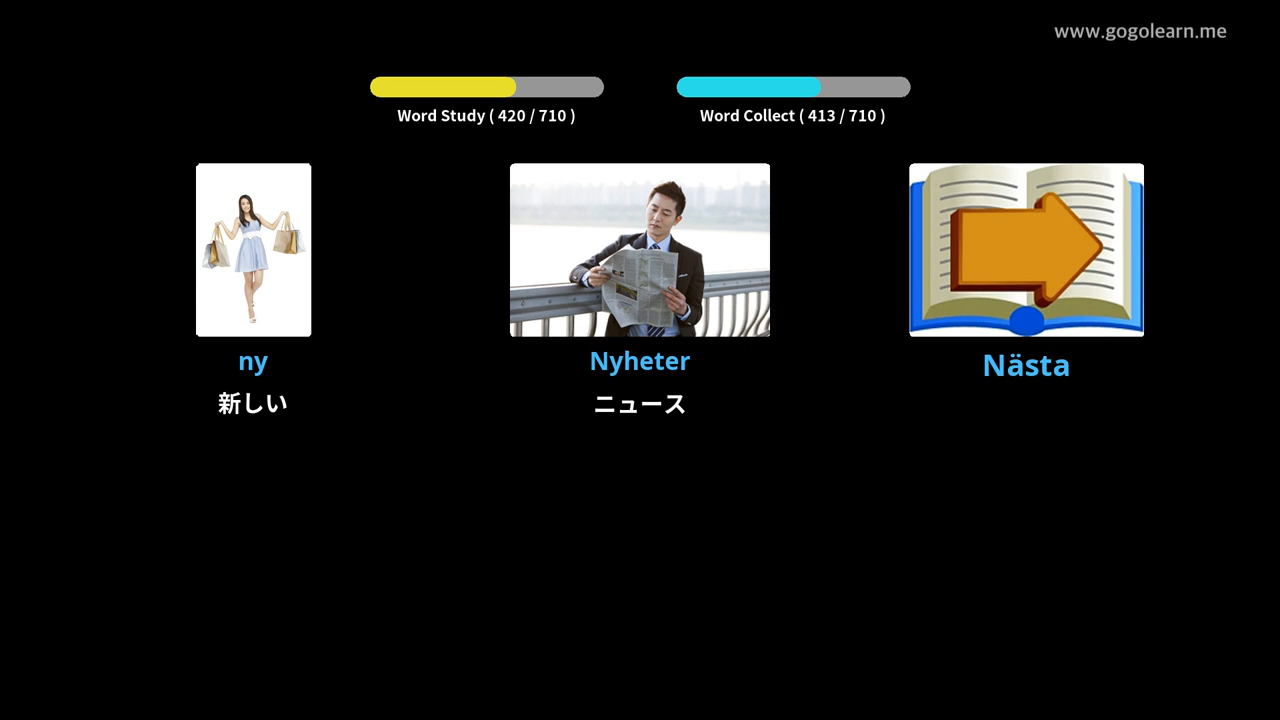 www.gogolearn.me
Word Study ( 420 / 710 )
Word Collect ( 413 / 710 )
ny
新しい
Nyheter
ニュース
Nästa